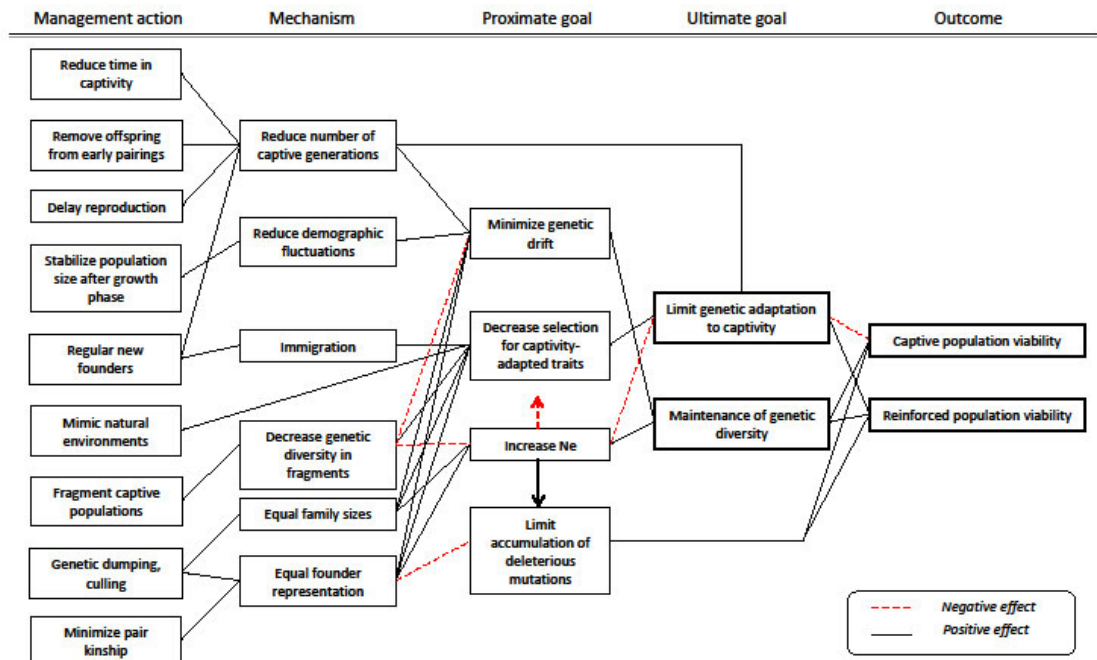 Management action
Mechanism
Proximate goal
Ultimate goal
Outcome
Reduce time in
captivity
Remove offspring
from early pairings
Delay reproduction
Stabilize population
size after growth
phase
Regular new
founders
Mimic natural
environments
Fragment captive
populations
Genetic dumping,
culling
Minimize pair
kinship
Reduce number of
captive generations
Reduce demographic
fluctuations
Immigration
Decrease genetic
diversity in
fragments
Equal family sizes
Equal founder
representation
Minimize genetic
drift
Decrease selection
for captivity-
adapted traits
Increase Ne
Limit
accumulation of
deleterious
mutations
Limit genetic adaptation
to captivity
Maintenance of genetic
diversity
Captive population viability
Reinforced population viability
Negative effect
Positive effect